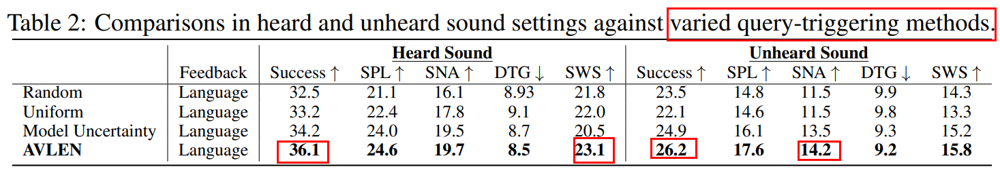 Table 2: Comparisons in heard and unheard sound settings against varied query-triggering methods.
Heard Sound Unheard Sound
Feedback Success ↑ SPL ↑ SNA ↑ DTG ↓ SWS ↑ Success ↑ SPL ↑ SNA ↑ DTG ↓ SWS ↑
Random Language 32.5 21.1 16.1 8.93 21.8 23.5 14.8 11.5 9.9 14.3
Uniform Language 33.2 22.4 17.8 9.1 22.0 22.1 14.6 11.5 9.8 13.3
Model Uncertainty Language 34.2 24.0 19.5 8.7 20.5 24.9 16.1 13.5 9.3 15.2
AVLEN Language 36.1 24.6 19.7 8.5 23.1 26.2 17.6 14.2 9.2 15.8